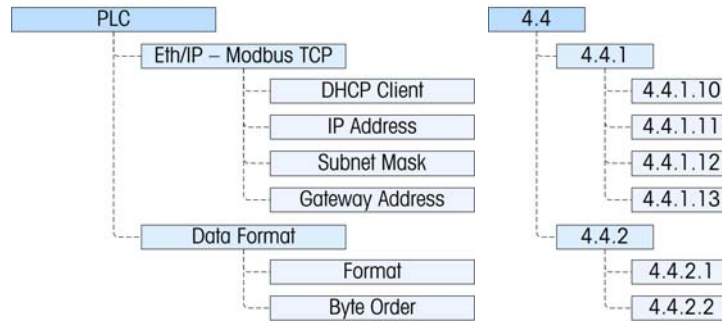 PLC 4.4
Eth/IP – Modbus TCP 4.4.1
DHCP Client 4.4.1.10
IP Address 4.4.1.11
Subnet Mask 4.4.1.12
Gateway Address 4.4.1.13
Data Format 4.4.2
Format 4.4.2.1
Byte Order 4.4.2.2